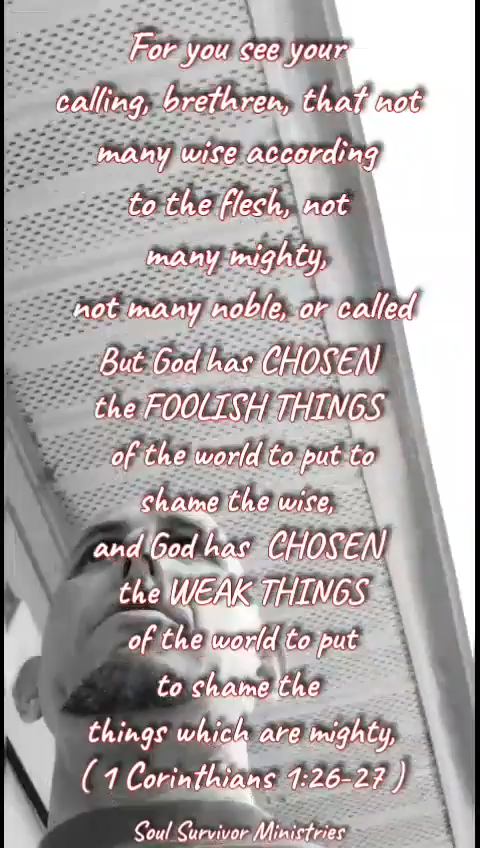 For you see your
calling, brethren, that not
many wise according
to the flesh, not
many mighty,
not many noble, or called
But God has CHOSEN
the FOOLISH THINGS
of the world to put to
shame the wise,
and God has CHOSEN
the WEAK THINGS
of the world to put
to shame the
things which are mighty,
( 1 Corinthians 1:26-27 )
Soul Survivor Ministries